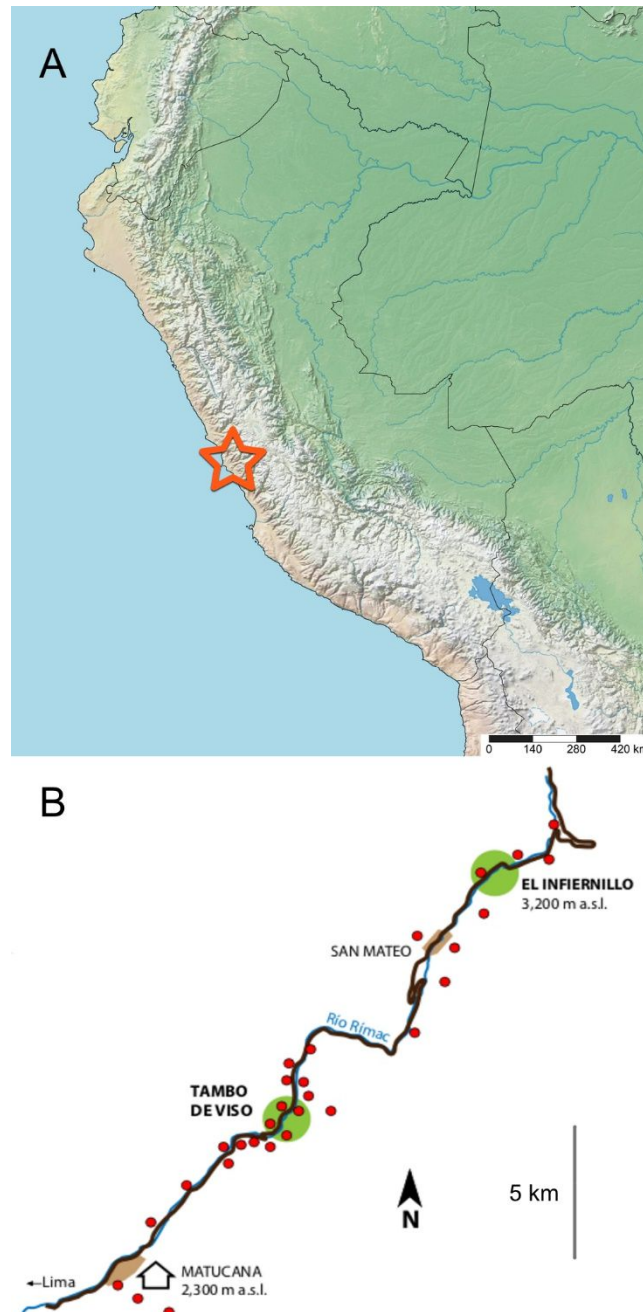 A
0 140 280 420 km
B
EL INFIERNILLO
3,200 m a.s.l.
SAN MATEO
Río Rímac
TAMBO
DE VISO
5 km
N
←Lima
MATUCANA
2,300 m a.s.l.